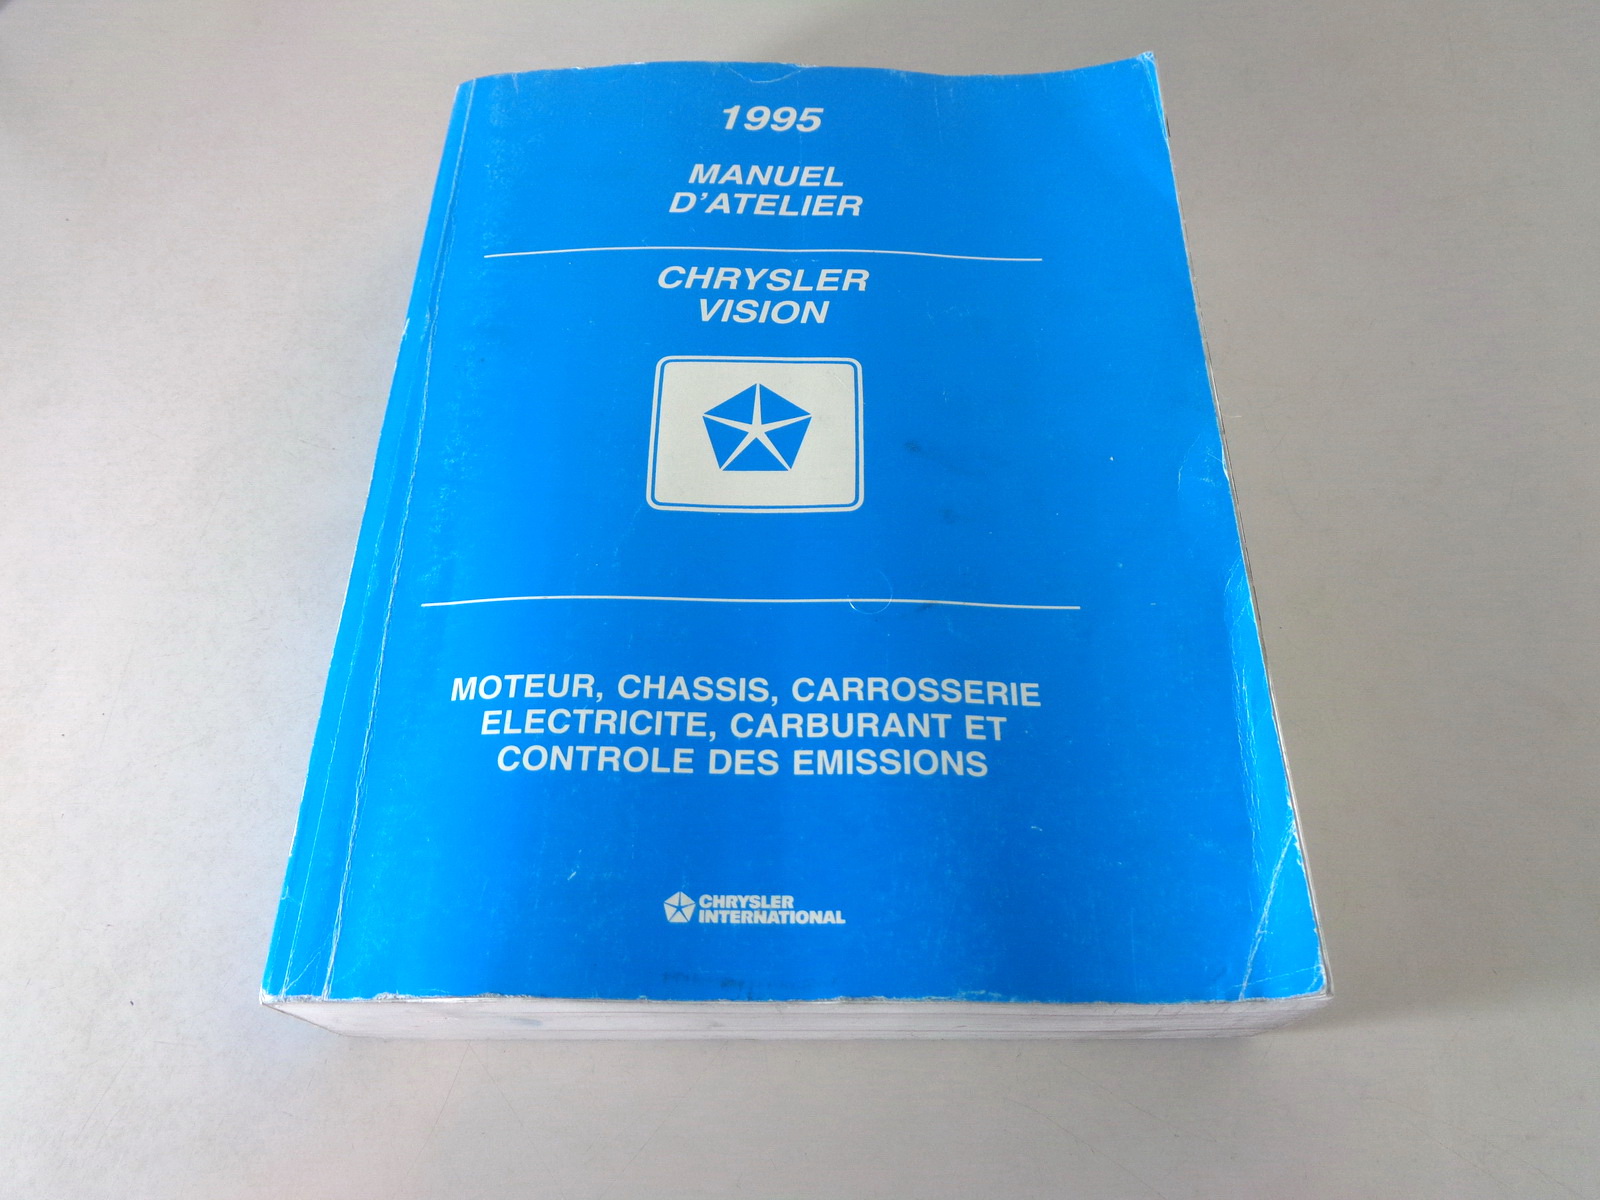 1995
MANUEL
D'ATELIER
CHRYSLER
VISION
MOTEUR, CHASSIS, CARROSSERIE
ELECTRICITE, CARBURANT ET
CONTROLE DES EMISSIONS
CHRYSLER
INTERNATIONAL